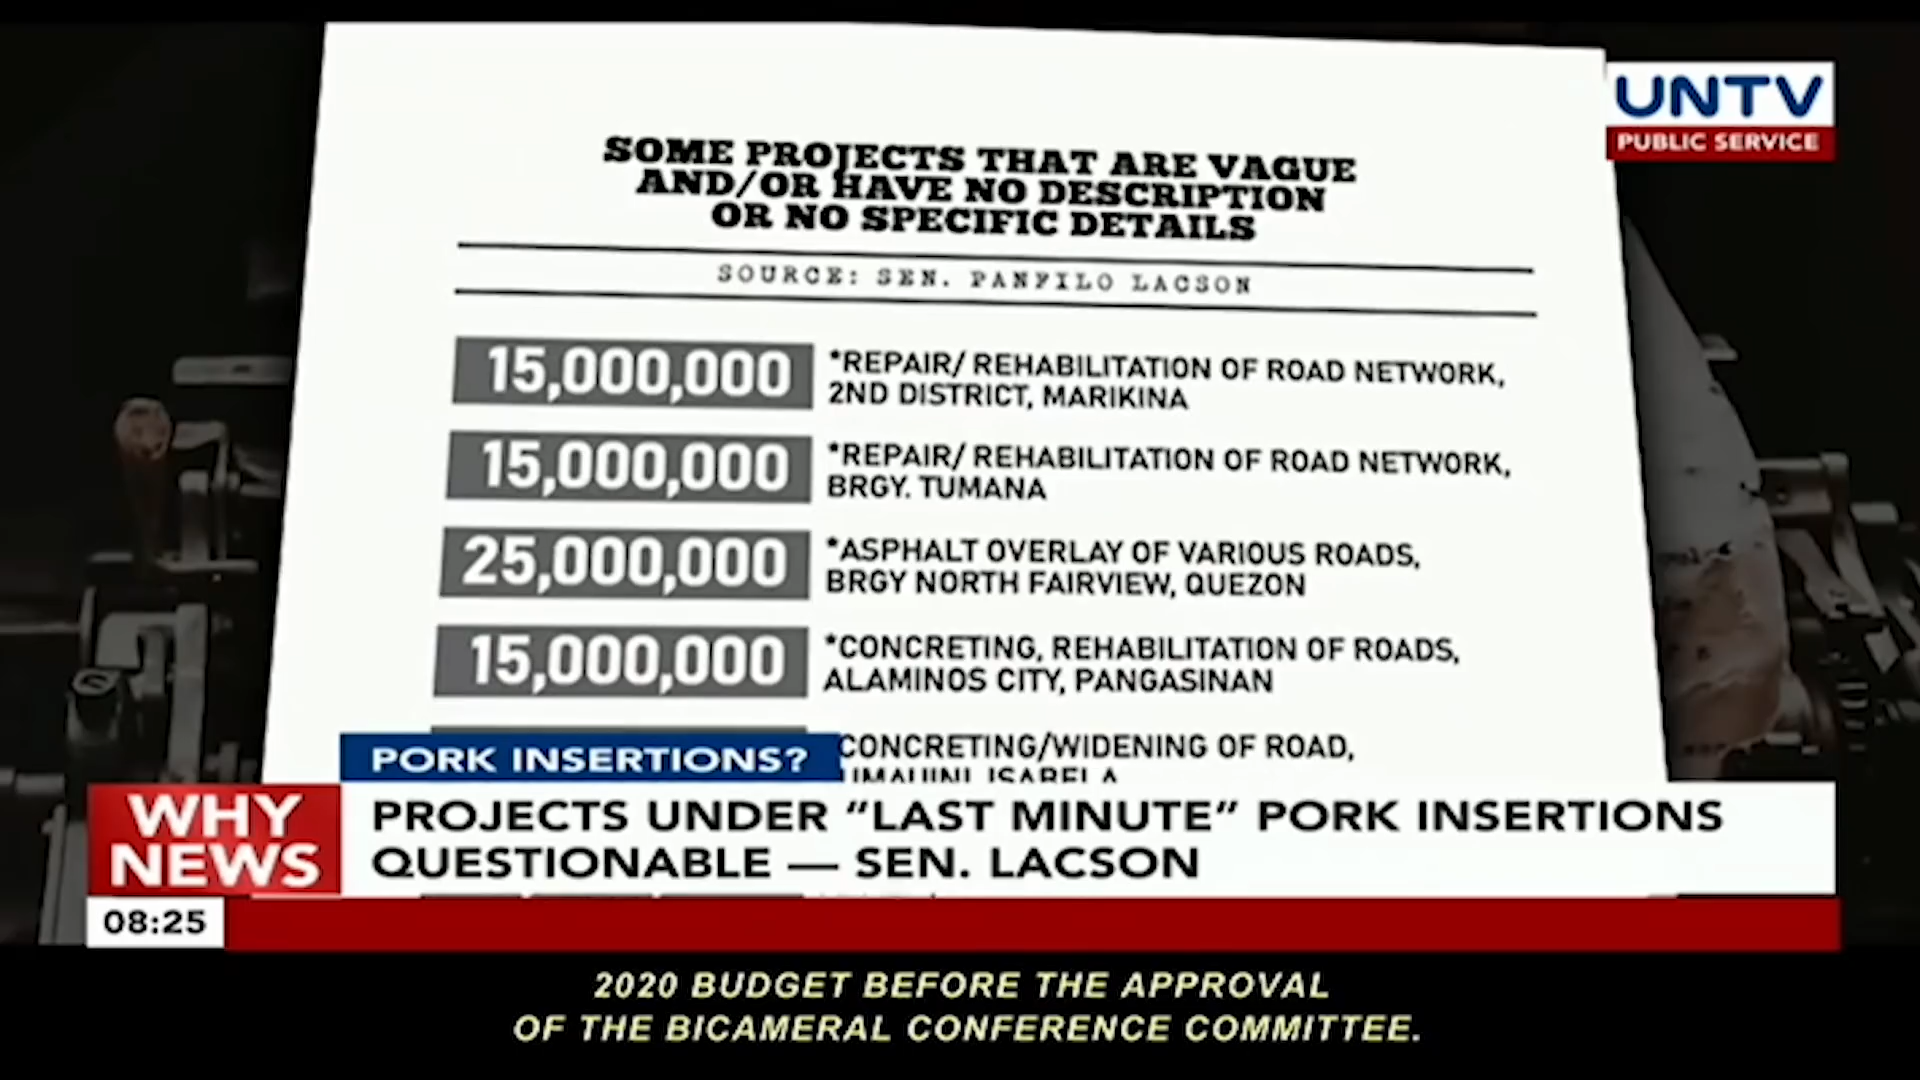 UNTV
PUBLIC SERVICE
SOME PROJECTS THAT ARE VAGUE
AND/OR HAVE NO DESCRIPTION
OR NO SPECIFIC DETAILS
SOURCE: SEN. PANFILO LACSON
15,000,000 *REPAIR/ REHABILITATION OF ROAD NETWORK,
2ND DISTRICT, MARIKINA
15,000,000 *REPAIR/ REHABILITATION OF ROAD NETWORK,
BRGY. TUMANA
25,000,000 *ASPHALT OVERLAY OF VARIOUS ROADS,
BRGY NORTH FAIRVIEW, QUEZON
15,000,000 *CONCRETING, REHABILITATION OF ROADS,
ALAMINOS CITY, PANGASINAN
CONCRETING/WIDENING OF ROAD,
ISABELA
PORK INSERTIONS?
WHY
NEWS
PROJECTS UNDER “LAST MINUTE” PORK INSERTIONS
QUESTIONABLE — SEN. LACSON
08:25
2020 BUDGET BEFORE THE APPROVAL
OF THE BICAMERAL CONFERENCE COMMITTEE.